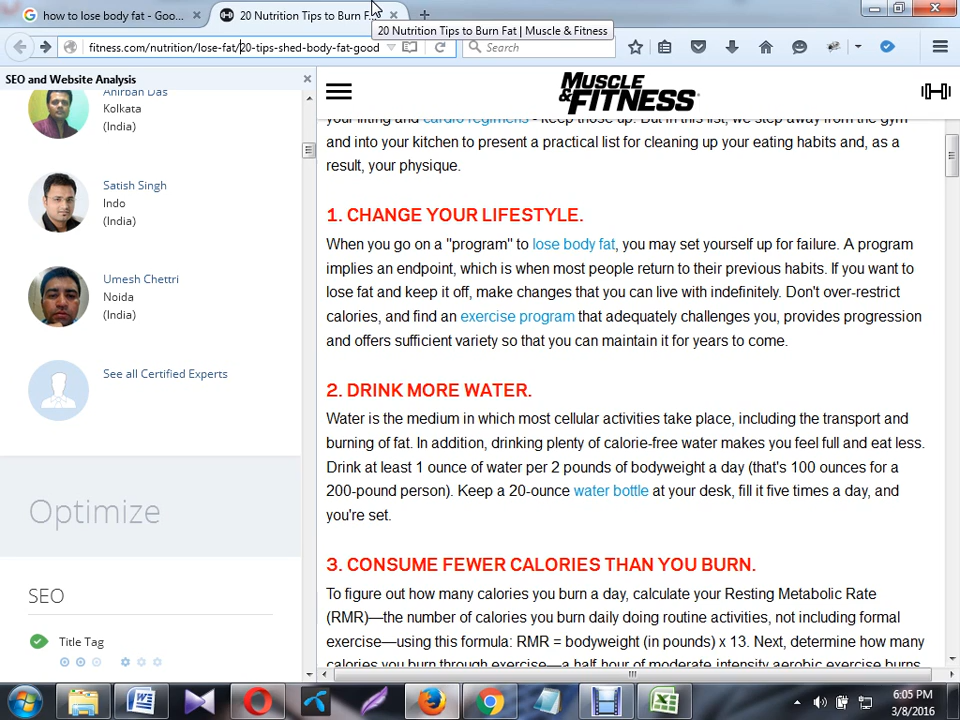 how to lose body fat - Goo...
20 Nutrition Tips to Burn F...
20 Nutrition Tips to Burn Fat | Muscle & Fitness
fitness.com/nutrition/lose-fat/20-tips-shed-body-fat-good
Search
SEO and Website Analysis
Anirban Das
Kolkata
(India)
Satish Singh
Indo
(India)
Umesh Chettri
Noida
(India)
See all Certified Experts
Optimize
SEO
Title Tag
MUSCLE
& FITNESS
your lifting and cardio regimens - keep those up. But in this list, we step away from the gym
and into your kitchen to present a practical list for cleaning up your eating habits and, as a
result, your physique.
1. CHANGE YOUR LIFESTYLE.
When you go on a "program" to lose body fat, you may set yourself up for failure. A program
implies an endpoint, which is when most people return to their previous habits. If you want to
lose fat and keep it off, make changes that you can live with indefinitely. Don't over-restrict
calories, and find an exercise program that adequately challenges you, provides progression
and offers sufficient variety so that you can maintain it for years to come.
2. DRINK MORE WATER.
Water is the medium in which most cellular activities take place, including the transport and
burning of fat. In addition, drinking plenty of calorie-free water makes you feel full and eat less.
Drink at least 1 ounce of water per 2 pounds of bodyweight a day (that's 100 ounces for a
200-pound person). Keep a 20-ounce water bottle at your desk, fill it five times a day, and
you're set.
3. CONSUME FEWER CALORIES THAN YOU BURN.
To figure out how many calories you burn a day, calculate your Resting Metabolic Rate
(RMR)—the number of calories you burn daily doing routine activities, not including formal
exercise—using this formula: RMR = bodyweight (in pounds) x 13. Next, determine how many
calories you burn through exercise—a half hour of moderate intensity aerobic exercise burns
6:05 PM
3/8/2016